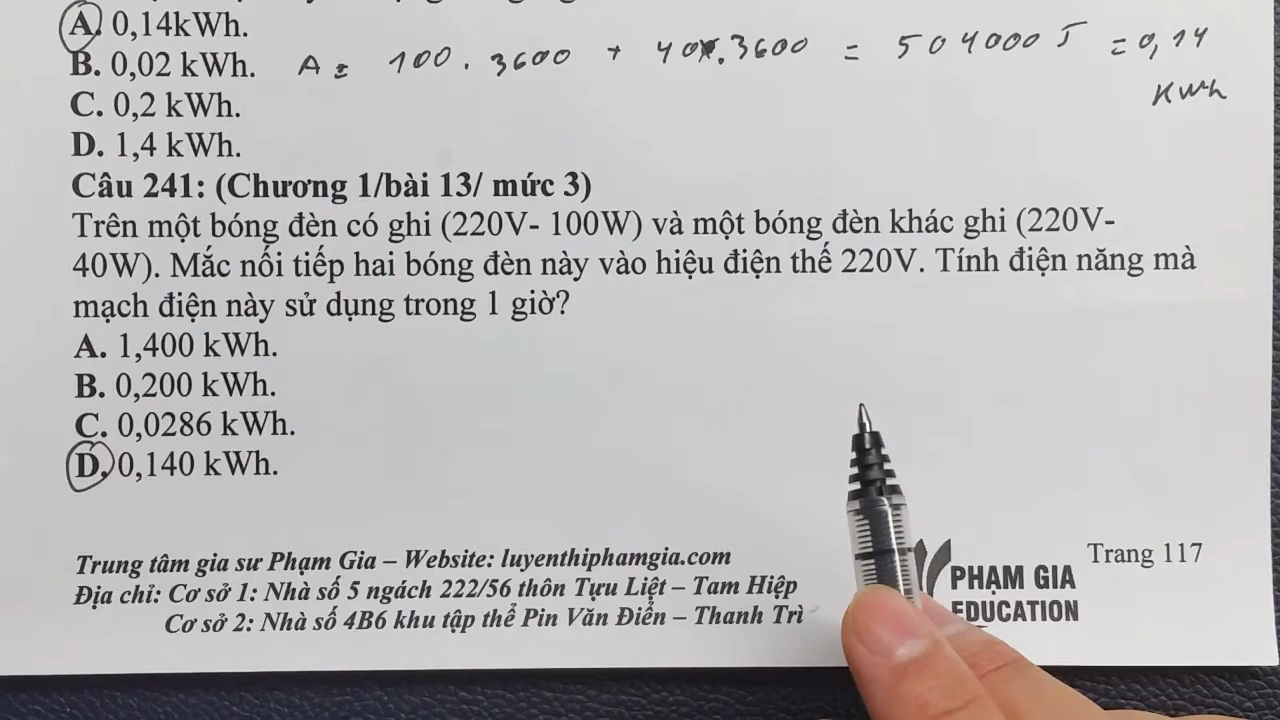 A. 0,14kWh.
B. 0,02 kWh. A = 100 . 3600 + 40 . 3600 = 504000 J = 0,14 kWh
C. 0,2 kWh.
D. 1,4 kWh.
Câu 241: (Chương 1/bài 13/ mức 3)
Trên một bóng đèn có ghi (220V- 100W) và một bóng đèn khác ghi (220V-
40W). Mắc nối tiếp hai bóng đèn này vào hiệu điện thế 220V. Tính điện năng mà
mạch điện này sử dụng trong 1 giờ?
A. 1,400 kWh.
B. 0,200 kWh.
C. 0,0286 kWh.
D. 0,140 kWh.
Trung tâm gia sư Phạm Gia – Website: luyenthiphamgia.com
Địa chỉ: Cơ sở 1: Nhà số 5 ngách 222/56 thôn Tựu Liệt – Tam Hiệp
Cơ sở 2: Nhà số 4B6 khu tập thể Pin Văn Điển – Thanh Trì
PHẠM GIA
EDUCATION
Trang 117